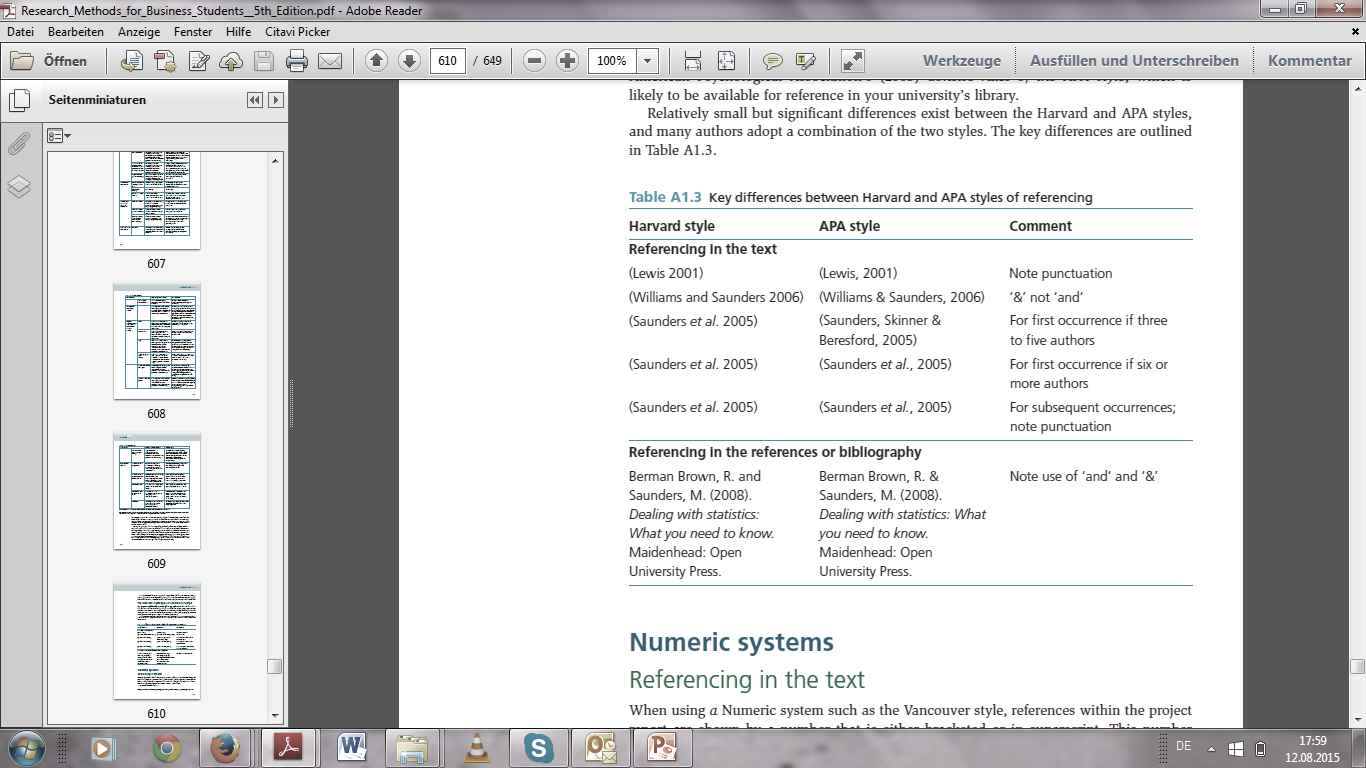 Research_Methods_for_Business_Students__5th_Edition.pdf - Adobe Reader
Datei Bearbeiten Anzeige Fenster Hilfe Citavi Picker
Öffnen 610 / 649 100% Werkzeuge Ausfüllen und Unterschreiben Kommentar
Seitenminiaturen
607
608
609
610
likely to be available for reference in your university's library.
Relatively small but significant differences exist between the Harvard and APA styles,
and many authors adopt a combination of the two styles. The key differences are outlined
in Table A1.3.
Table A1.3 Key differences between Harvard and APA styles of referencing
Harvard style APA style Comment
Referencing in the text
(Lewis 2001) (Lewis, 2001) Note punctuation
(Williams and Saunders 2006) (Williams & Saunders, 2006) ‘&’ not ‘and’
(Saunders et al. 2005) (Saunders, Skinner & For first occurrence if three
Beresford, 2005) to five authors
(Saunders et al. 2005) (Saunders et al., 2005) For first occurrence if six or
more authors
(Saunders et al. 2005) (Saunders et al., 2005) For subsequent occurrences;
note punctuation
Referencing in the references or bibliography
Berman Brown, R. and Berman Brown, R. & Note use of ‘and’ and ‘&’
Saunders, M. (2008). Saunders, M. (2008).
Dealing with statistics: Dealing with statistics: What
What you need to know. you need to know.
Maidenhead: Open Maidenhead: Open
University Press. University Press.
Numeric systems
Referencing in the text
When using a Numeric system such as the Vancouver style, references within the project
DE 17:59
12.08.2015